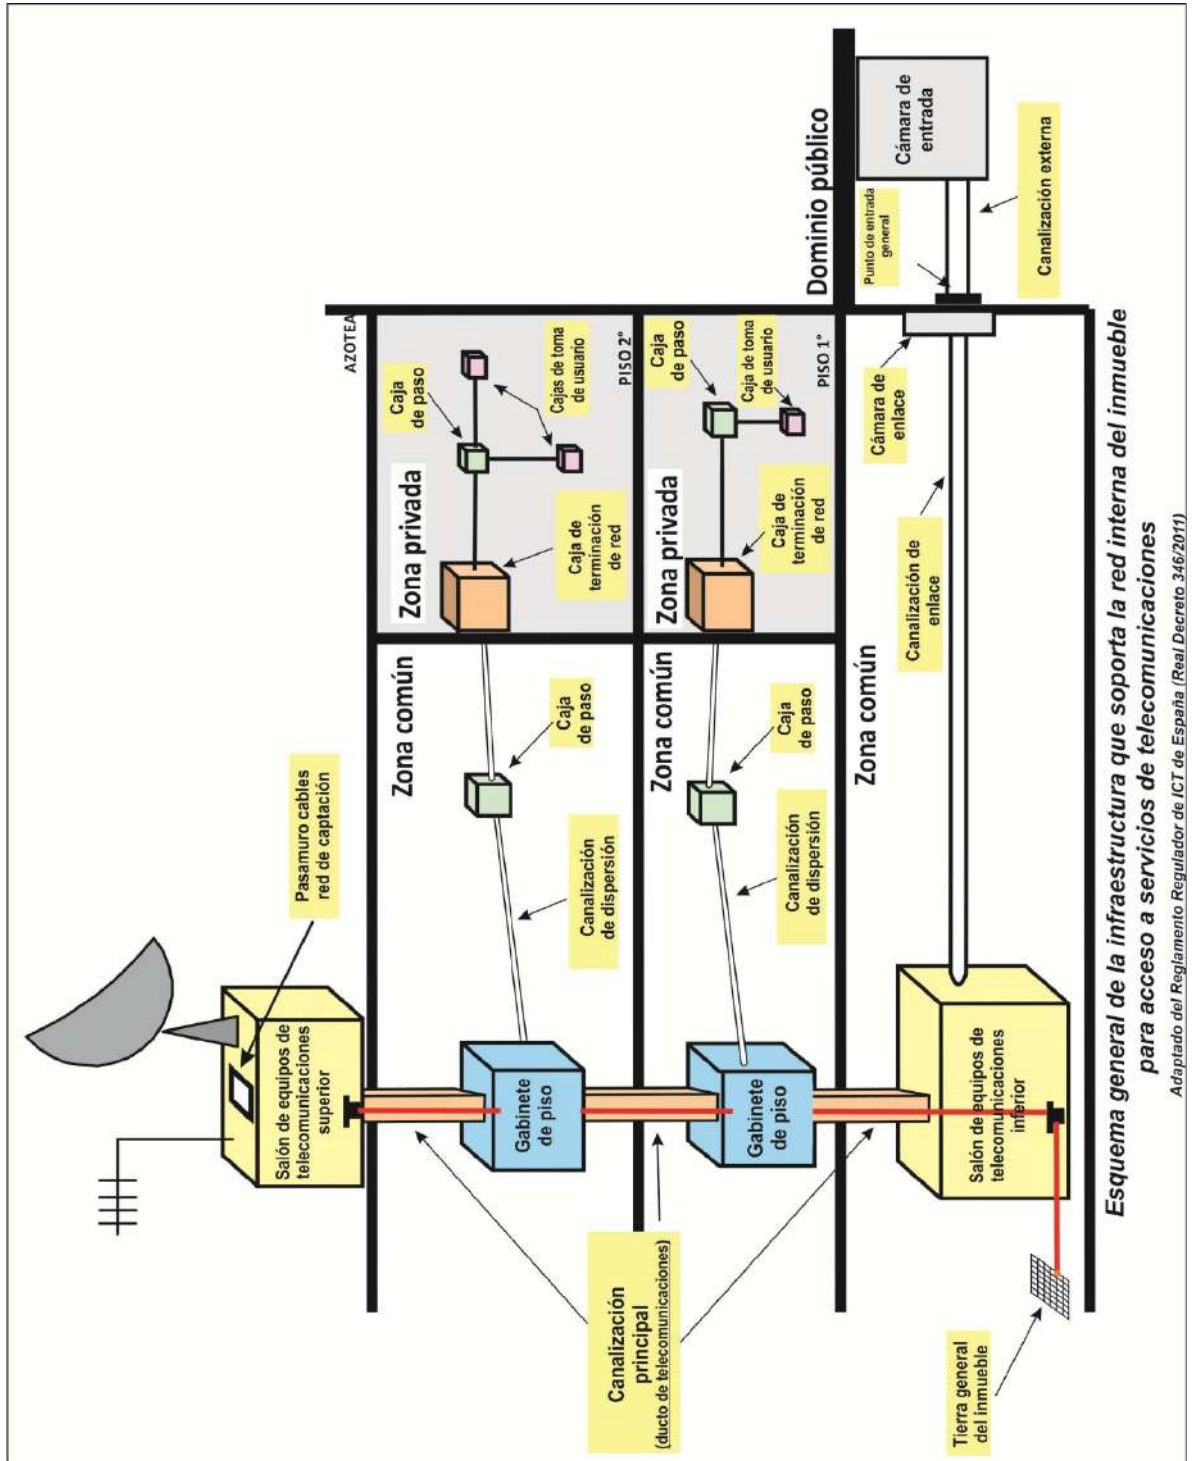 Pasamuro cables
red de captación
Salón de equipos de
telecomunicaciones
superior
AZOTEA
Zona común
Zona privada
Caja
de paso
Cajas de toma
de usuario
Caja de
terminación
de red
Caja
de paso
Canalización
de dispersión
Gabinete
de piso
PISO 2°
Canalización
principal
(ducto de telecomunicaciones)
Zona común
Zona privada
Caja
de paso
Caja de toma
de usuario
Caja de
terminación
de red
Caja
de paso
Canalización
de dispersión
Gabinete
de piso
PISO 1°
Dominio público
Zona común
Punto de entrada
general
Cámara de
entrada
Canalización externa
Cámara de
enlace
Canalización de
enlace
Salón de equipos de
telecomunicaciones
inferior
Tierra general
del inmueble
Esquema general de la infraestructura que soporta la red interna del inmueble
para acceso a servicios de telecomunicaciones
Adaptado del Reglamento Regulador de ICT de España (Real Decreto 346/2011)